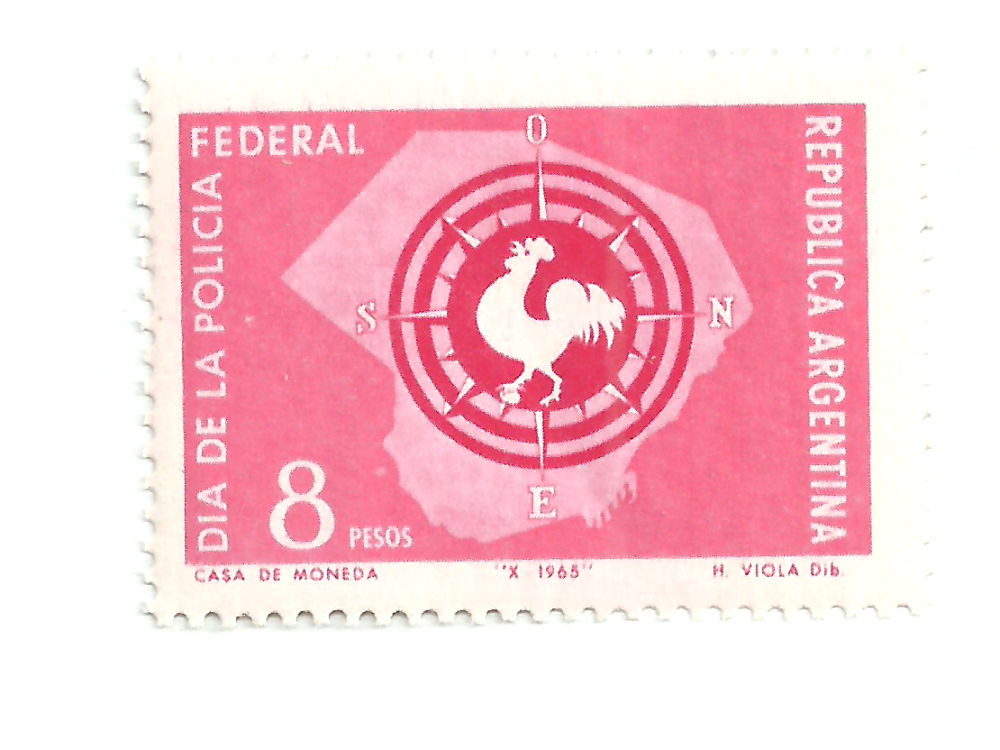 FEDERAL
DIA DE LA POLICIA
O
S
N
E
REPUBLICA ARGENTINA
8 PESOS
CASA DE MONEDA "X 1965" H. VIOLA Dib.